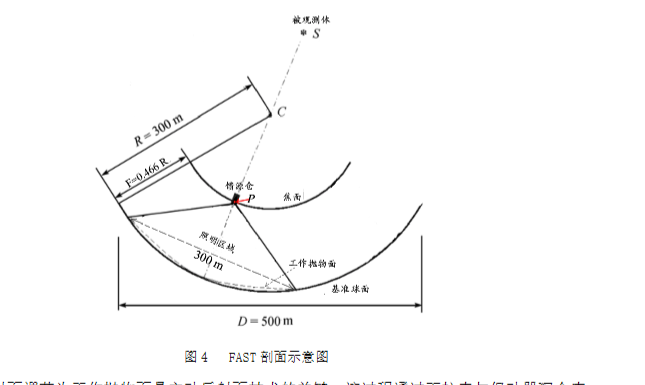 被观测体
S
C
R=300 m
F=0.466 R
馈源仓
P
焦面
照明区域
300 m
工作抛物面
基准球面
D=500 m
图 4 FAST 剖面示意图